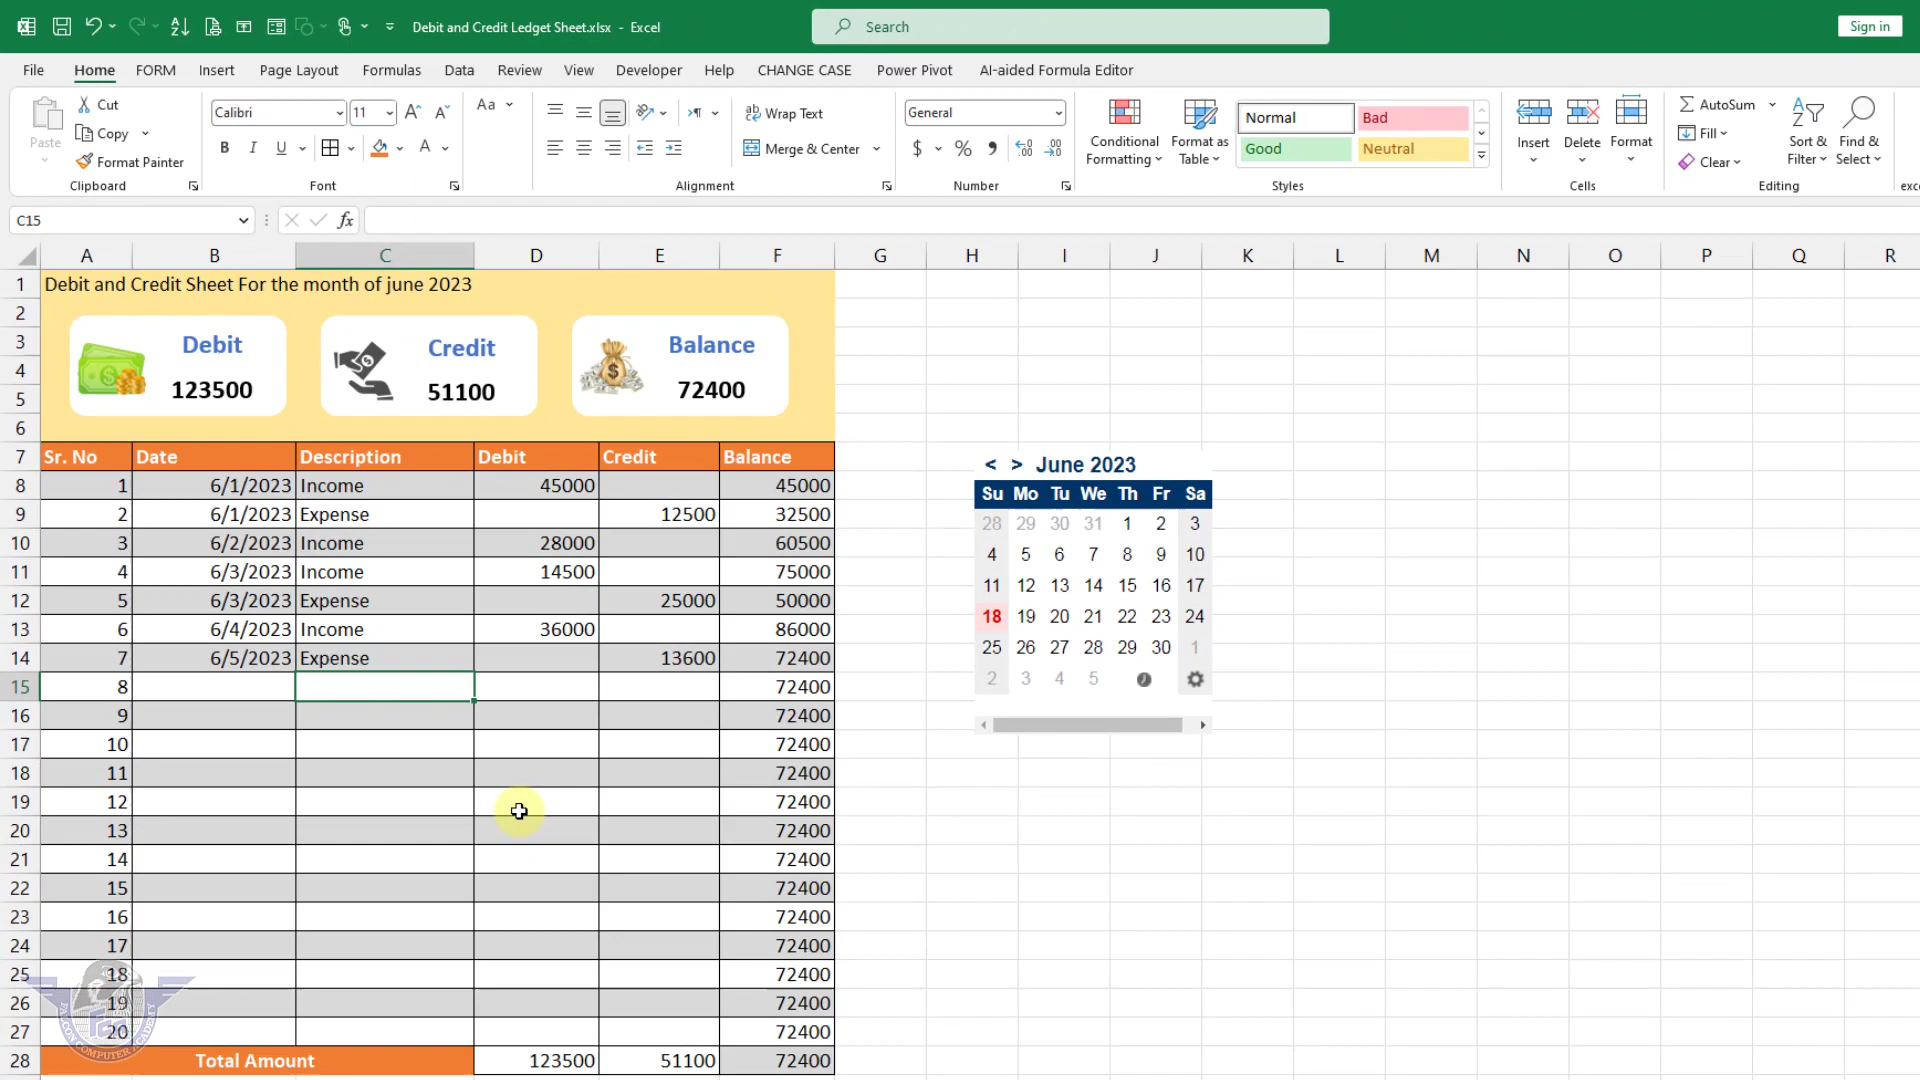 Debit and Credit Ledget Sheet.xlsx - Excel
Search
Sign in
File Home FORM Insert Page Layout Formulas Data Review View Developer Help CHANGE CASE Power Pivot AI-aided Formula Editor
Paste
Cut
Copy
Format Painter
Clipboard
Calibri 11
B I U A
Font
Aa
Wrap Text
Merge & Center
Alignment
General
$ % 9
Number
Conditional Formatting
Format as Table
Normal Bad
Good Neutral
Styles
Insert Delete Format
Cells
AutoSum
Fill
Clear
Sort & Filter
Find & Select
Editing
exce
C15 fx
A B C D E F G H I J K L M N O P Q R
1 Debit and Credit Sheet For the month of june 2023
2
3 Debit Credit Balance
4
5 123500 51100 72400
6
7 Sr. No Date Description Debit Credit Balance
8 1 6/1/2023 Income 45000 45000
9 2 6/1/2023 Expense 12500 32500
10 3 6/2/2023 Income 28000 60500
11 4 6/3/2023 Income 14500 75000
12 5 6/3/2023 Expense 25000 50000
13 6 6/4/2023 Income 36000 86000
14 7 6/5/2023 Expense 13600 72400
15 8 72400
16 9 72400
17 10 72400
18 11 72400
19 12 72400
20 13 72400
21 14 72400
22 15 72400
23 16 72400
24 17 72400
25 18 72400
26 19 72400
27 20 72400
28 Total Amount 123500 51100 72400
< > June 2023
Su Mo Tu We Th Fr Sa
28 29 30 31 1 2 3
4 5 6 7 8 9 10
11 12 13 14 15 16 17
18 19 20 21 22 23 24
25 26 27 28 29 30 1
2 3 4 5
FALCON COMPUTER ACADEMY